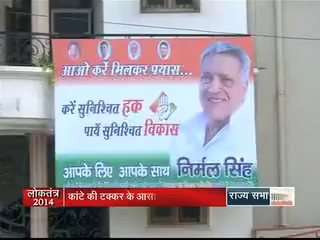 आओ करें मिलकर प्रयास...
करें सुनिश्चित हक
पायें सुनिश्चित विकास
आपके लिए आपके साथ निर्मल सिंह
लोकतंत्र
2014
कांटे की टक्कर के आसा
राज्य सभा